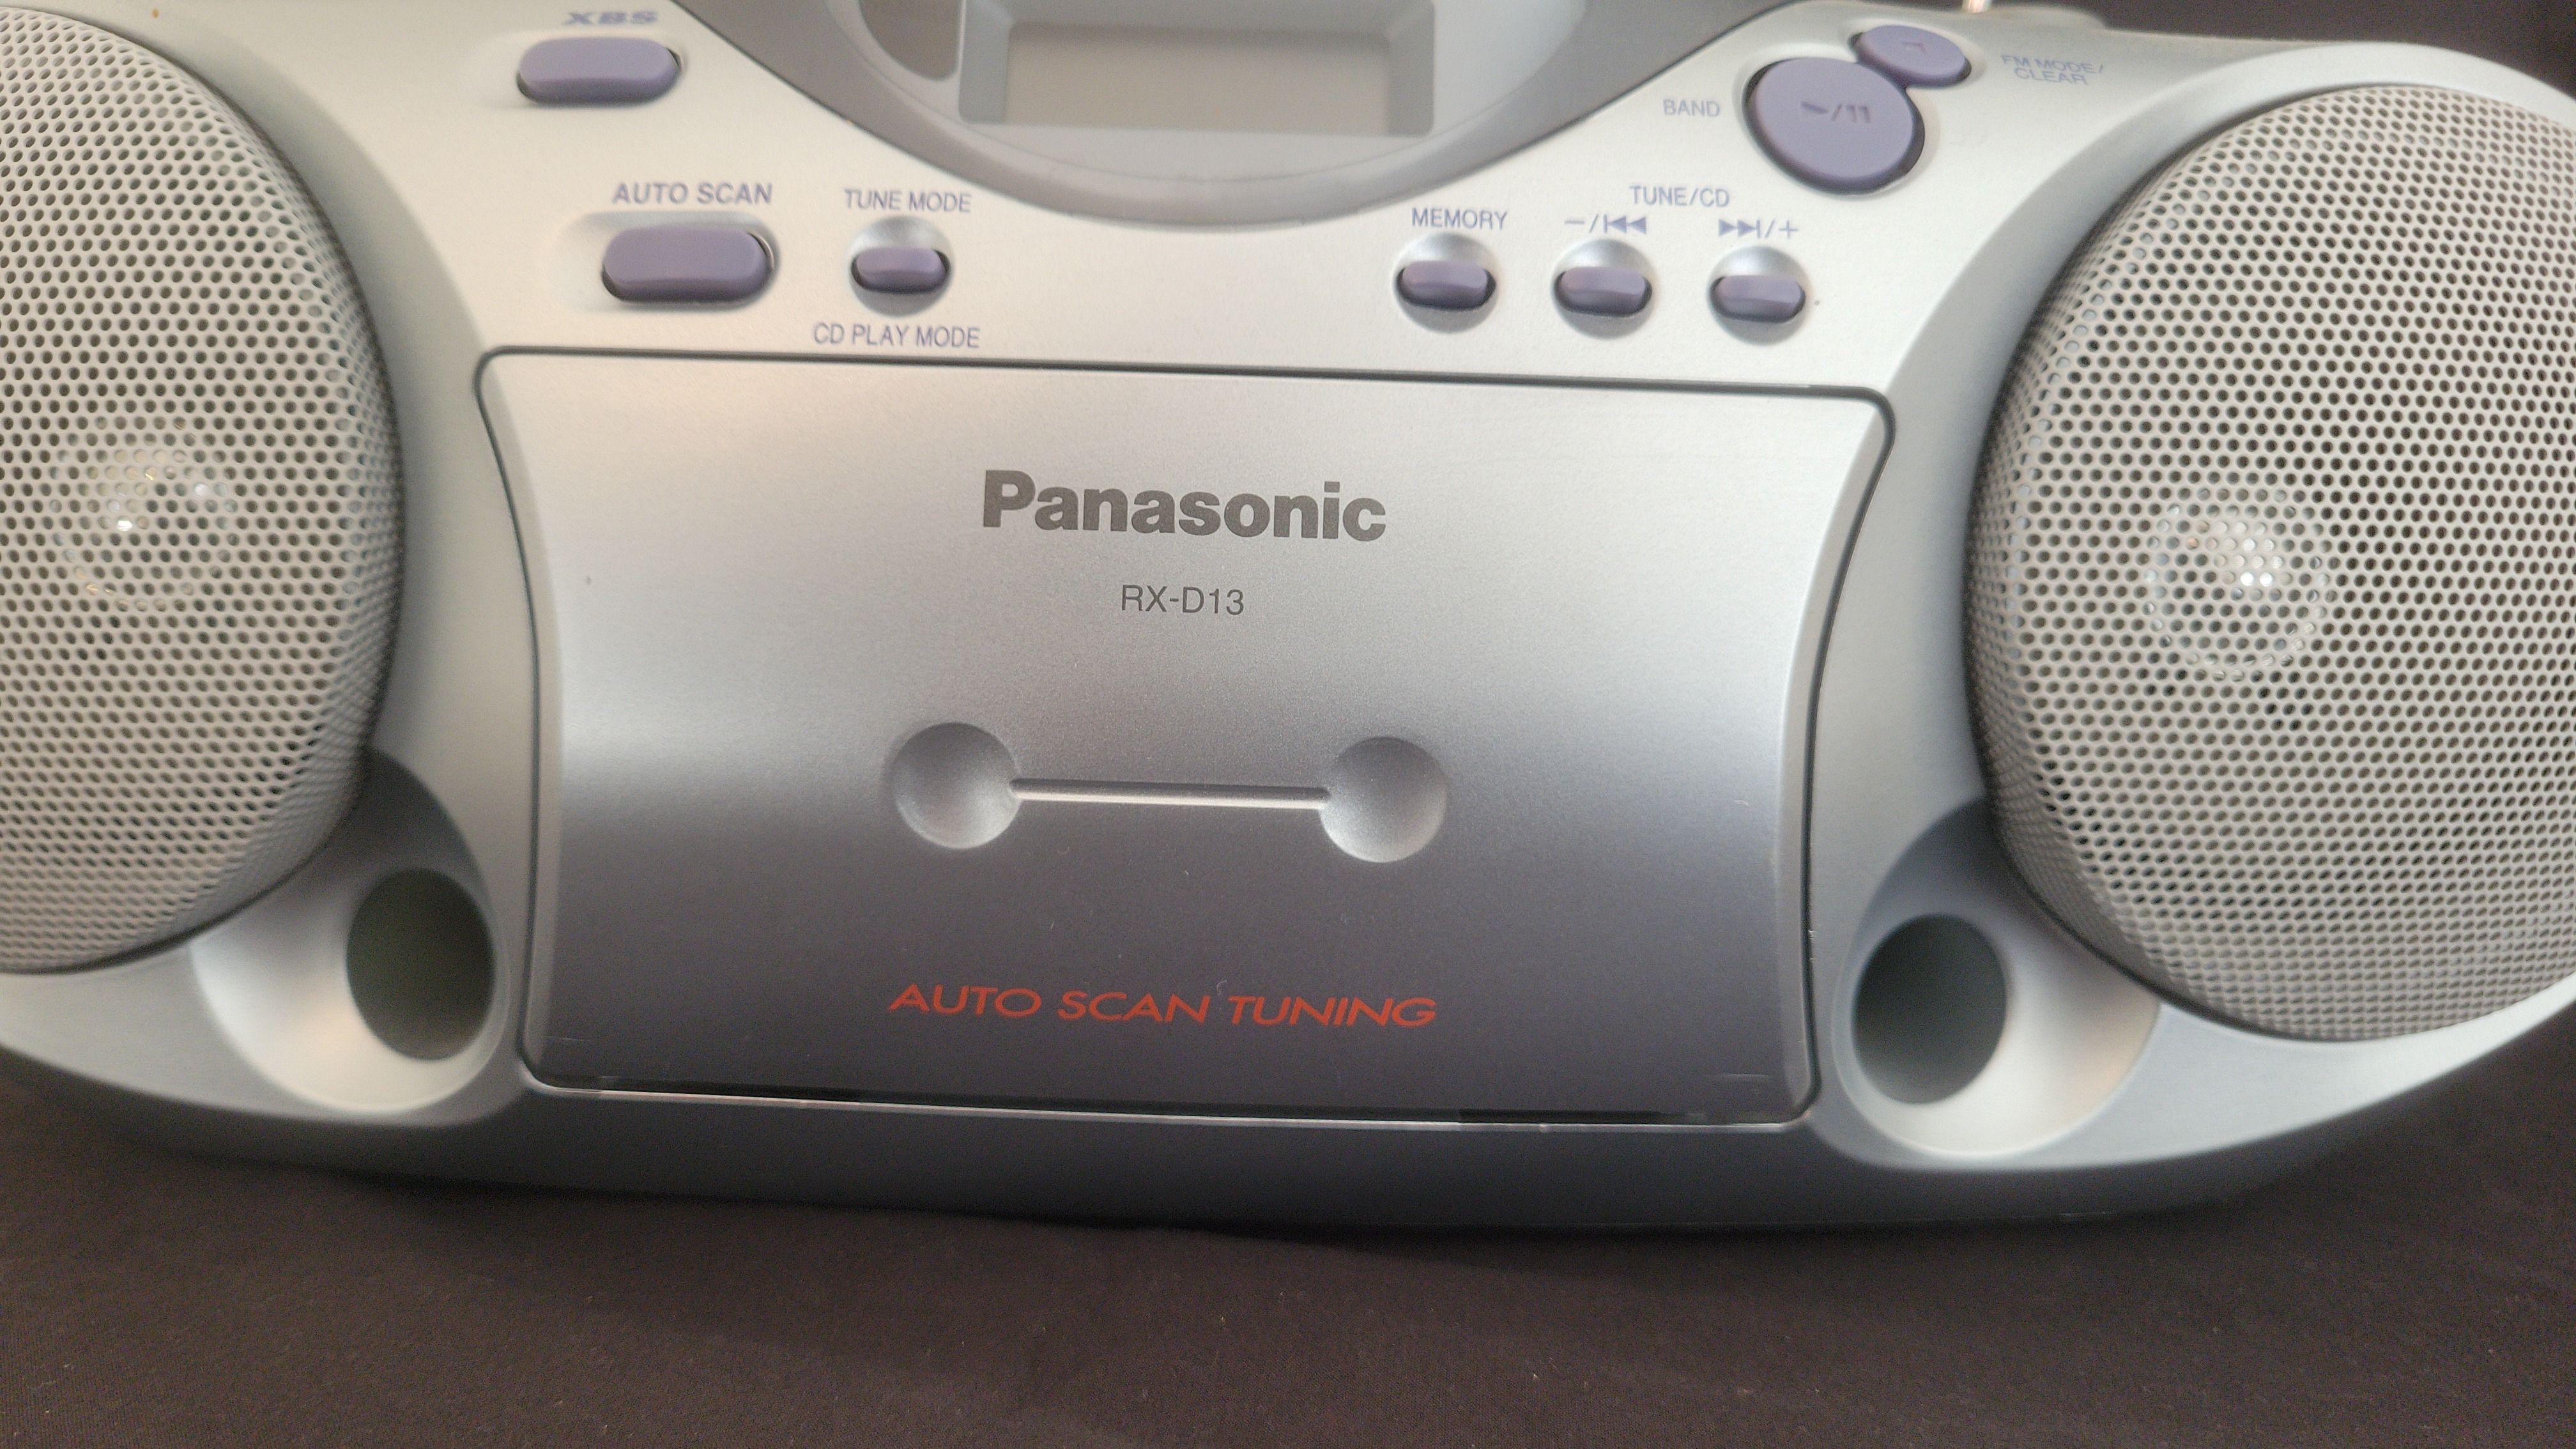 XBS
FM MODE/
CLEAR
BAND
▶/II
AUTO SCAN
TUNE MODE
TUNE/CD
MEMORY
−/⏮
⏭/+
CD PLAY MODE
Panasonic
RX-D13
AUTO SCAN TUNING